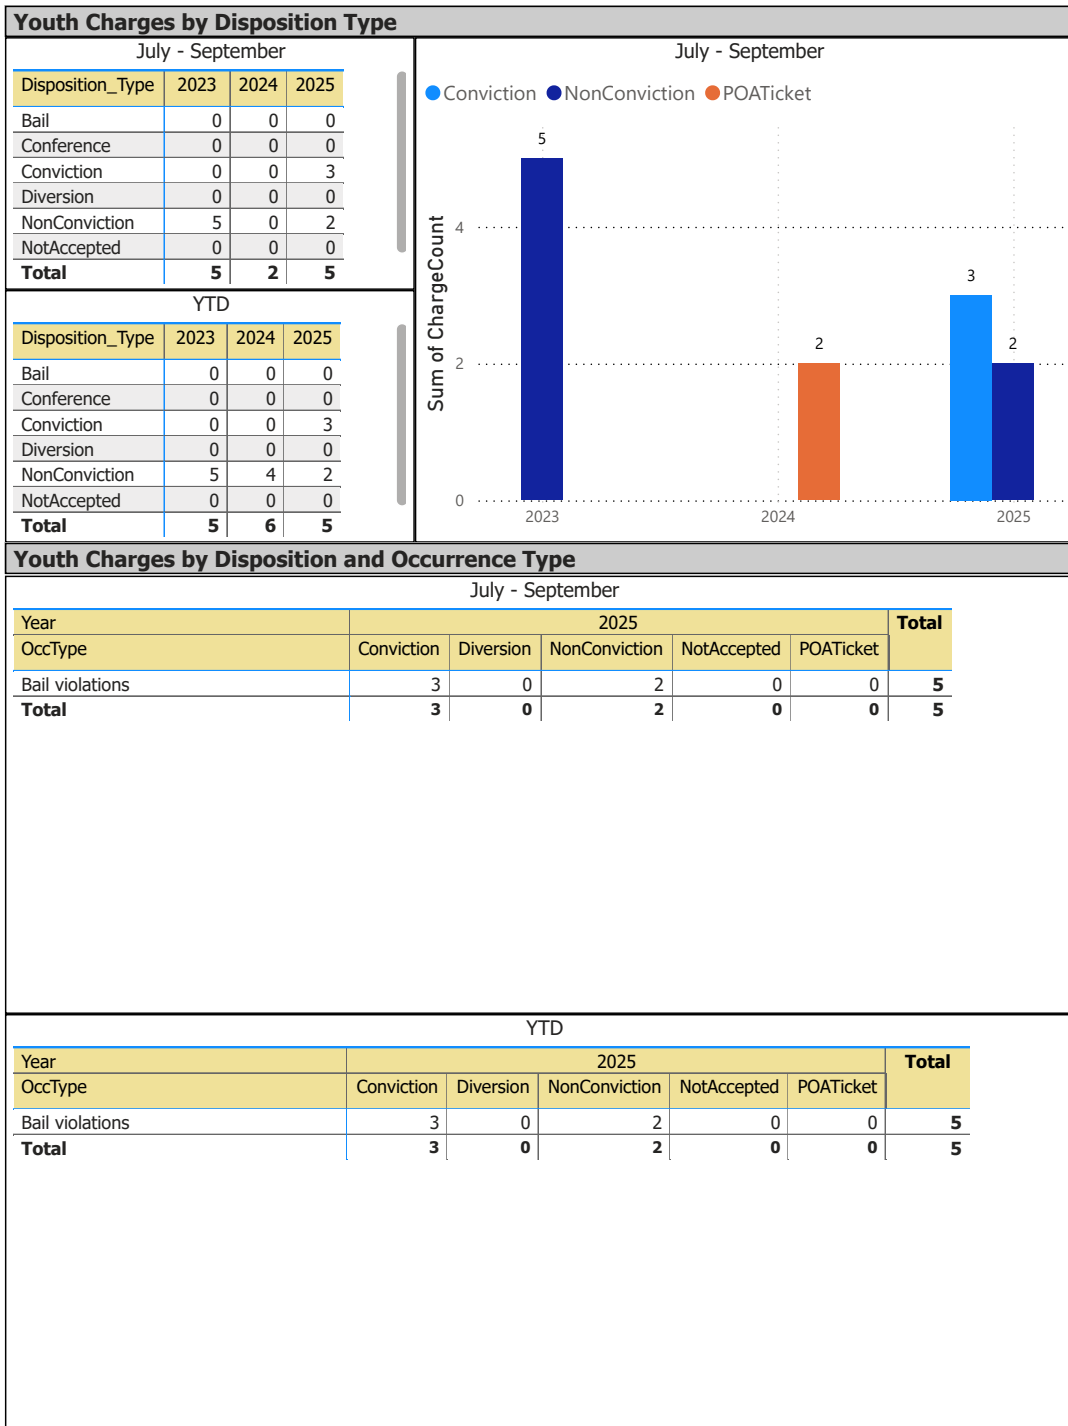 Youth Charges by Disposition Type
July - September
Disposition_Type 2023 2024 2025
Bail 0 0 0
Conference 0 0 0
Conviction 0 0 3
Diversion 0 0 0
NonConviction 5 0 2
NotAccepted 0 0 0
Total 5 2 5
YTD
Disposition_Type 2023 2024 2025
Bail 0 0 0
Conference 0 0 0
Conviction 0 0 3
Diversion 0 0 0
NonConviction 5 4 2
NotAccepted 0 0 0
Total 5 6 5
July - September
Conviction NonConviction POATicket
Sum of ChargeCount
5
4
3
2 2
2
0
2023 2024 2025
Youth Charges by Disposition and Occurrence Type
July - September
Year 2025 Total
OccType Conviction Diversion NonConviction NotAccepted POATicket
Bail violations 3 0 2 0 0 5
Total 3 0 2 0 0 5
YTD
Year 2025 Total
OccType Conviction Diversion NonConviction NotAccepted POATicket
Bail violations 3 0 2 0 0 5
Total 3 0 2 0 0 5